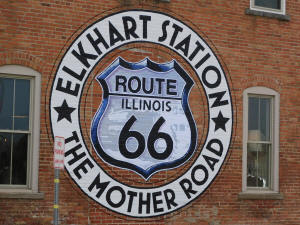 ELKHART STATION
ROUTE
ILLINOIS
66
THE MOTHER ROAD